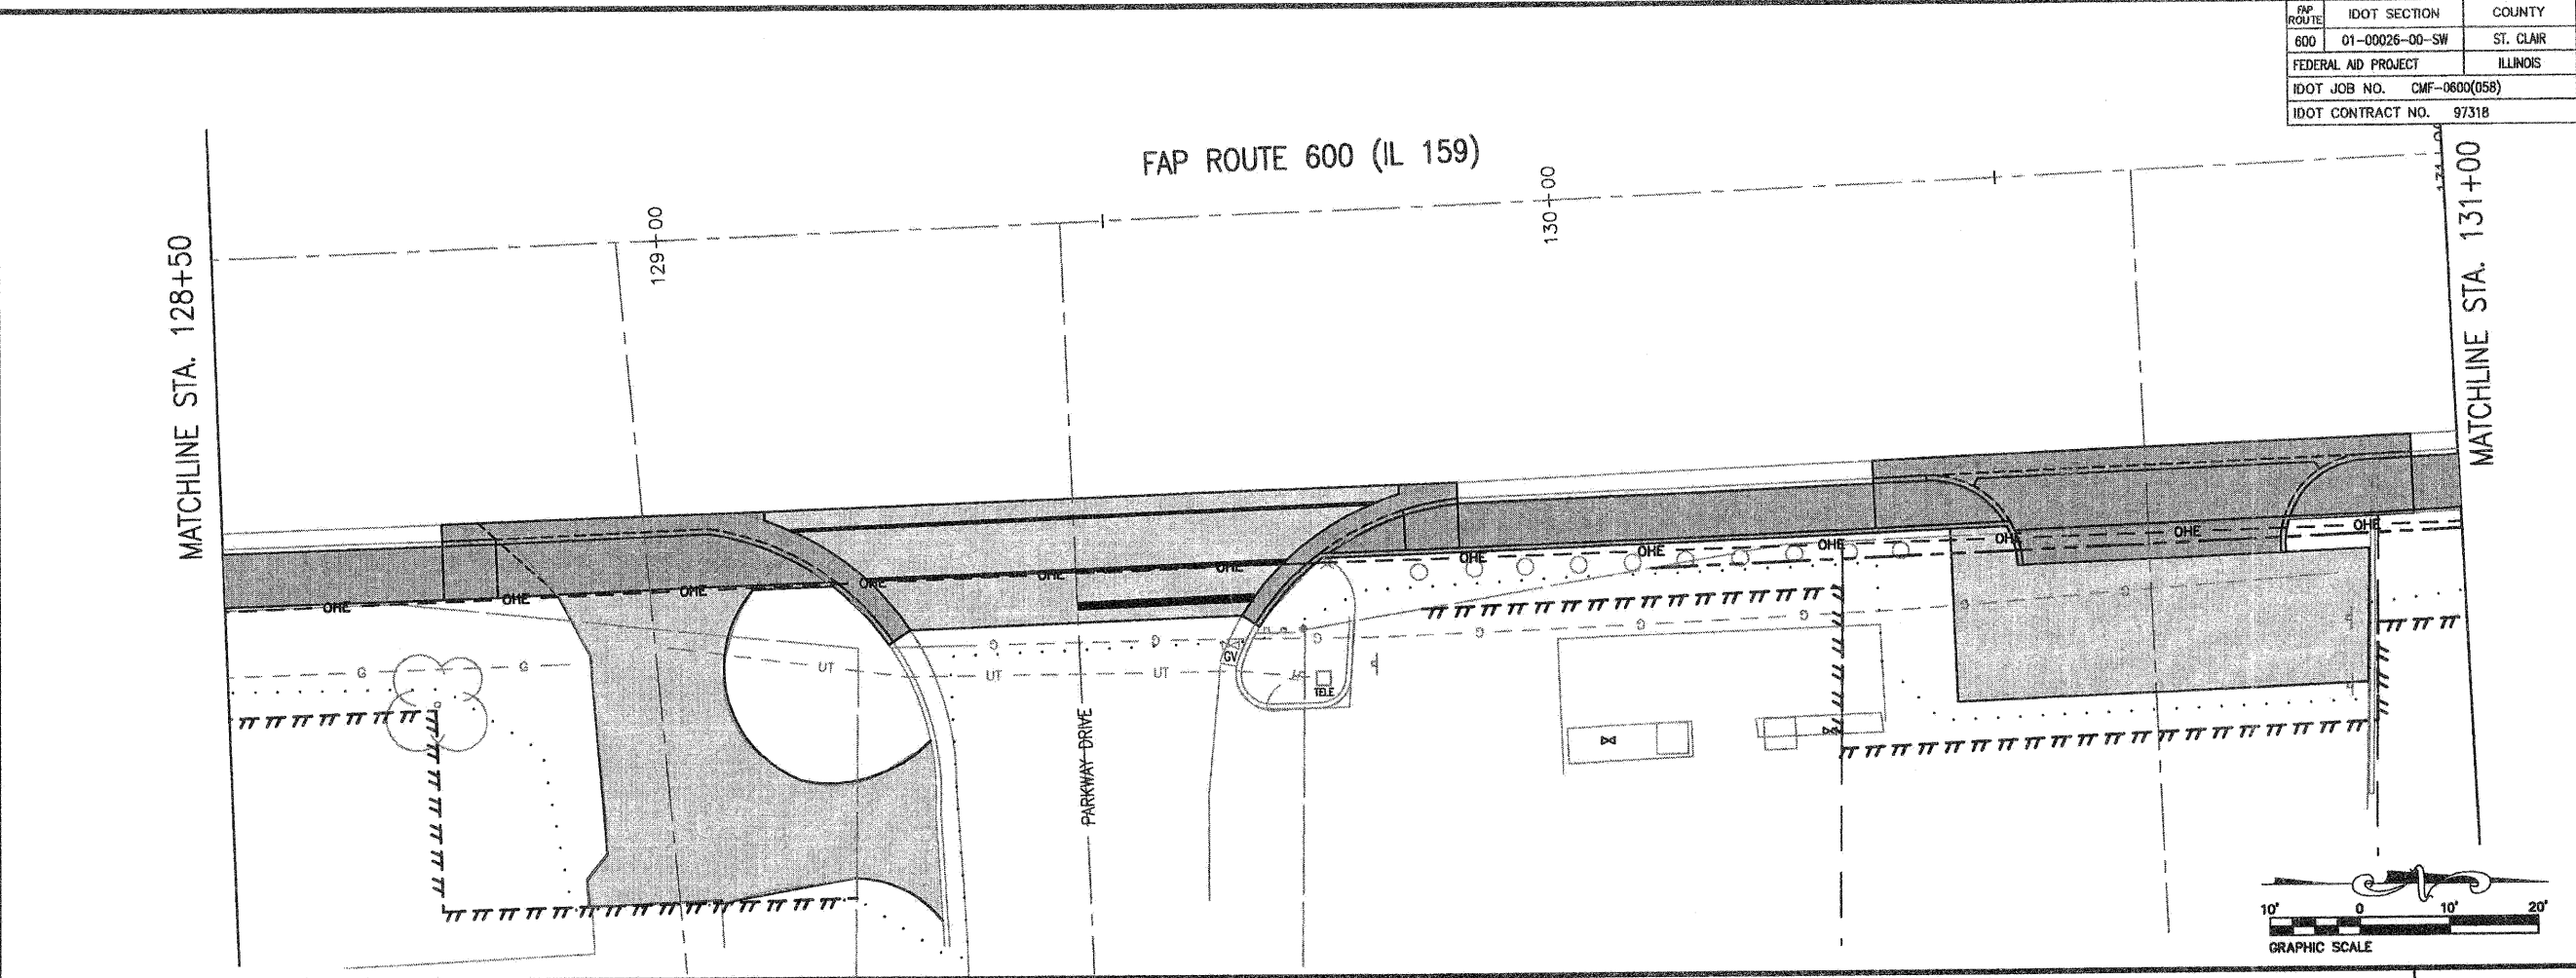 FAP ROUTE
IDOT SECTION
COUNTY
600
01-00026-00-SW
ST. CLAIR
FEDERAL AID PROJECT
ILLINOIS
IDOT JOB NO. CMF-0600(058)
IDOT CONTRACT NO. 97318
FAP ROUTE 600 (IL 159)
MATCHLINE STA. 128+50
129+00
130+00
MATCHLINE STA. 131+00
OHE
OHE
OHE
OHE
OHE
OHE
OHE
OHE
OHE
OHE
OHE
OHE
G
G
G
G
G
G
G
G
G
G
UT
UT
UT
GV
TELE
PARKWAY DRIVE
10'
0
10'
20'
GRAPHIC SCALE